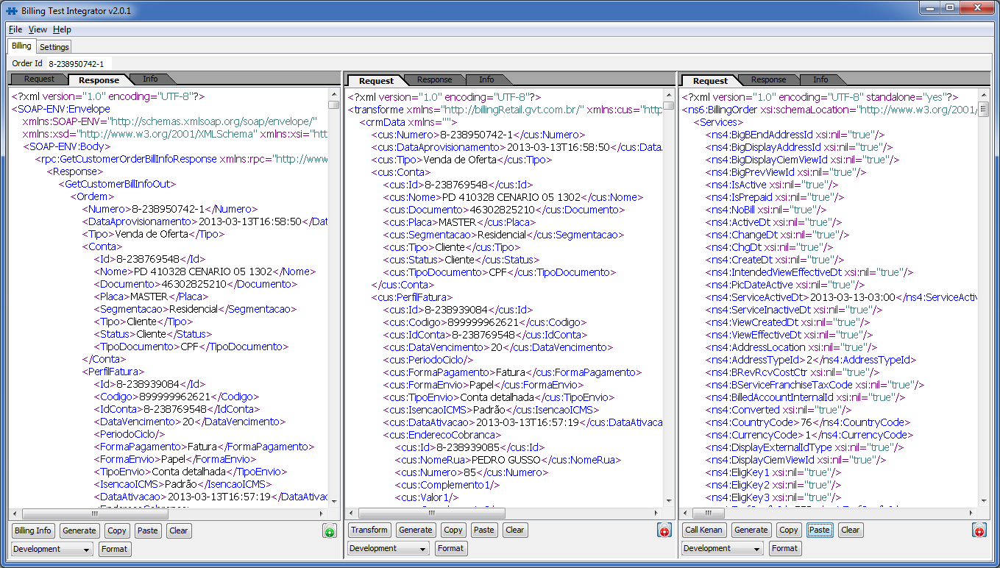 Billing Test Integrator v2.0.1
File View Help
Billing Settings
Order Id 8-238950742-1
Request Response Info
<?xml version="1.0" encoding="UTF-8"?>
<SOAP-ENV:Envelope
xmlns:SOAP-ENV="http://schemas.xmlsoap.org/soap/envelope/"
xmlns:xsd="http://www.w3.org/2001/XMLSchema" xmlns:xsi="htt
<SOAP-ENV:Body>
<rpc:GetCustomerOrderBillInfoResponse xmlns:rpc="http://www
<Response>
<GetCustomerBillInfoOut>
<Ordem>
<Numero>8-238950742-1</Numero>
<DataAprovisionamento>2013-03-13T16:58:50</Dat
<Tipo>Venda de Oferta</Tipo>
<Conta>
<Id>8-238769548</Id>
<Nome>PD 410328 CENARIO 05 1302</Nome>
<Documento>46302825210</Documento>
<Placa>MASTER</Placa>
<Segmentacao>Residencial</Segmentacao>
<Tipo>Cliente</Tipo>
<Status>Cliente</Status>
<TipoDocumento>CPF</TipoDocumento>
</Conta>
<PerfilFatura>
<Id>8-238939084</Id>
<Codigo>899999962621</Codigo>
<IdConta>8-238769548</IdConta>
<DataVencimento>20</DataVencimento>
<PeriodoCiclo/>
<FormaPagamento>Fatura</FormaPagamento>
<FormaEnvio>Papel</FormaEnvio>
<TipoEnvio>Conta detalhada</TipoEnvio>
<IsencaoICMS>Padrão</IsencaoICMS>
<DataAtivacao>2013-03-13T16:57:19</DataAtivaca
Billing Info Generate Copy Paste Clear
Development Format
Request Response Info
<?xml version="1.0" encoding="UTF-8"?>
<transforme xmlns="http://billingRetail.gvt.com.br/" xmlns:cus="http
<crmData xmlns="">
<cus:Numero>8-238950742-1</cus:Numero>
<cus:DataAprovisionamento>2013-03-13T16:58:50</cus:Data.
<cus:Tipo>Venda de Oferta</cus:Tipo>
<cus:Conta>
<cus:Id>8-238769548</cus:Id>
<cus:Nome>PD 410328 CENARIO 05 1302</cus:Nome>
<cus:Documento>46302825210</cus:Documento>
<cus:Placa>MASTER</cus:Placa>
<cus:Segmentacao>Residencial</cus:Segmentacao>
<cus:Tipo>Cliente</cus:Tipo>
<cus:Status>Cliente</cus:Status>
<cus:TipoDocumento>CPF</cus:TipoDocumento>
</cus:Conta>
<cus:PerfilFatura>
<cus:Id>8-238939084</cus:Id>
<cus:Codigo>899999962621</cus:Codigo>
<cus:IdConta>8-238769548</cus:IdConta>
<cus:DataVencimento>20</cus:DataVencimento>
<cus:PeriodoCiclo/>
<cus:FormaPagamento>Fatura</cus:FormaPagamento>
<cus:FormaEnvio>Papel</cus:FormaEnvio>
<cus:TipoEnvio>Conta detalhada</cus:TipoEnvio>
<cus:IsencaoICMS>Padrão</cus:IsencaoICMS>
<cus:DataAtivacao>2013-03-13T16:57:19</cus:DataAtivaca
<cus:EnderecoCobranca>
<cus:Id>8-238939085</cus:Id>
<cus:NomeRua>PEDRO GUSSO</cus:NomeRua>
<cus:Numero>85</cus:Numero>
<cus:Complemento1/>
<cus:Valor1/>
Transform Generate Copy Paste Clear
Development Format
Request Response Info
<?xml version="1.0" encoding="UTF-8" standalone="yes"?>
<ns6:BillingOrder xsi:schemaLocation="http://www.w3.org/2001/
<Services>
<ns4:BigBEndAddressId xsi:nil="true"/>
<ns4:BigDisplayAddressId xsi:nil="true"/>
<ns4:BigDisplayCiemViewId xsi:nil="true"/>
<ns4:BigPrevViewId xsi:nil="true"/>
<ns4:IsActive xsi:nil="true"/>
<ns4:IsPrepaid xsi:nil="true"/>
<ns4:NoBill xsi:nil="true"/>
<ns4:ActiveDt xsi:nil="true"/>
<ns4:ChangeDt xsi:nil="true"/>
<ns4:ChgDt xsi:nil="true"/>
<ns4:CreateDt xsi:nil="true"/>
<ns4:IntendedViewEffectiveDt xsi:nil="true"/>
<ns4:PicDateActive xsi:nil="true"/>
<ns4:ServiceActiveDt>2013-03-13-03:00</ns4:ServiceActiv
<ns4:ServiceInactiveDt xsi:nil="true"/>
<ns4:ViewCreatedDt xsi:nil="true"/>
<ns4:ViewEffectiveDt xsi:nil="true"/>
<ns4:AddressLocation xsi:nil="true"/>
<ns4:AddressTypeId>2</ns4:AddressTypeId>
<ns4:BRevRcvCostCtr xsi:nil="true"/>
<ns4:BServiceFranchiseTaxCode xsi:nil="true"/>
<ns4:BilledAccountInternalId xsi:nil="true"/>
<ns4:Converted xsi:nil="true"/>
<ns4:CountryCode>76</ns4:CountryCode>
<ns4:CurrencyCode>1</ns4:CurrencyCode>
<ns4:DisplayExternalIdType xsi:nil="true"/>
<ns4:DisplayCiemViewId xsi:nil="true"/>
<ns4:EligKey1 xsi:nil="true"/>
<ns4:EligKey2 xsi:nil="true"/>
<ns4:EligKey3 xsi:nil="true"/>
Call Kenan Generate Copy Paste Clear
Development Format